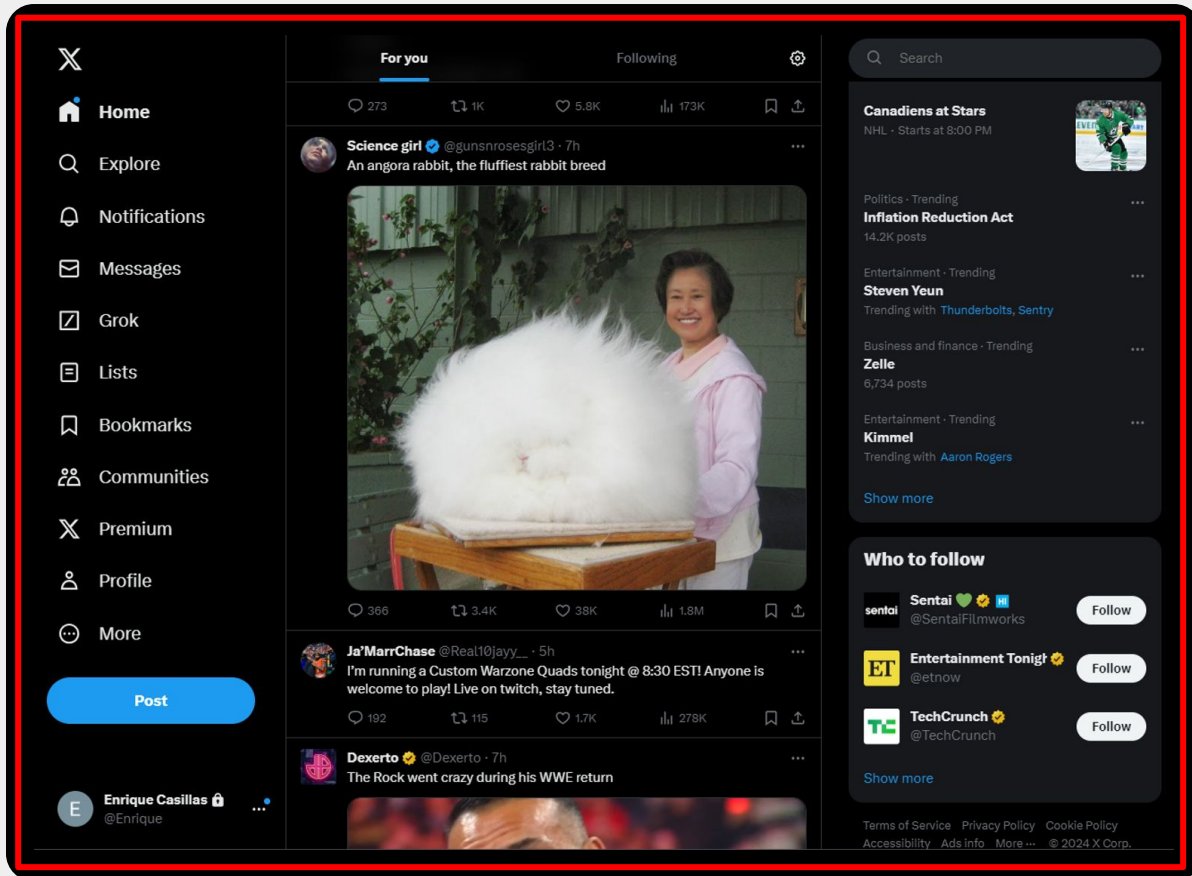 Home
Explore
Notifications
Messages
Grok
Lists
Bookmarks
Communities
Premium
Profile
More
Post
E
Enrique Casillas
@Enrique
For you
Following
273 1K 5.8K 173K
Science girl @gunsnrosesgirl3 · 7h
An angora rabbit, the fluffiest rabbit breed
366 3.4K 38K 1.8M
Ja'MarrChase @Real10jayy__ · 5h
I'm running a Custom Warzone Quads tonight @ 8:30 EST! Anyone is
welcome to play! Live on twitch, stay tuned.
192 115 1.7K 278K
Dexerto @Dexerto · 7h
The Rock went crazy during his WWE return
Search
Canadiens at Stars
NHL · Starts at 8:00 PM
Politics · Trending
Inflation Reduction Act
14.2K posts
Entertainment · Trending
Steven Yeun
Trending with Thunderbolts, Sentry
Business and finance · Trending
Zelle
6,734 posts
Entertainment · Trending
Kimmel
Trending with Aaron Rogers
Show more
Who to follow
sentai
Sentai HI
@SentaiFilmworks
Follow
ET
Entertainment Tonigh
@etnow
Follow
TC
TechCrunch
@TechCrunch
Follow
Show more
Terms of Service Privacy Policy Cookie Policy
Accessibility Ads info More ··· © 2024 X Corp.